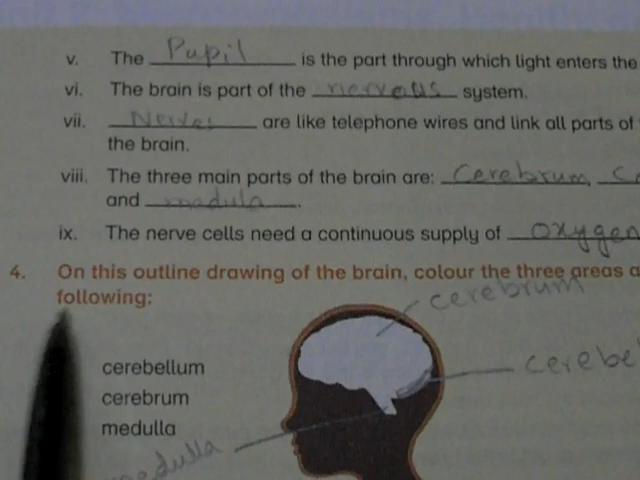 v. The Pupil is the part through which light enters the
vi. The brain is part of the nervous system.
vii. Nerves are like telephone wires and link all parts of
the brain.
viii. The three main parts of the brain are: Cerebrum,
and madula.
ix. The nerve cells need a continuous supply of oxygen
4. On this outline drawing of the brain, colour the three areas
following:
cerebrum
cerebellum
cerebe
cerebrum
medulla
medulla